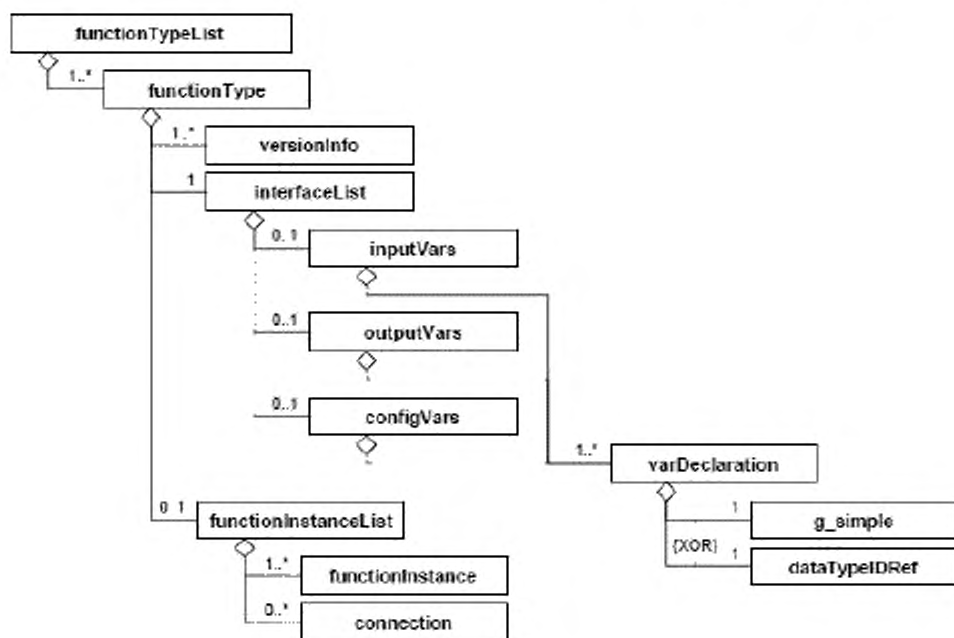 functionTypeList
1..*
functionType
1..*
versionInfo
1
interfaceList
0..1
inputVars
0..1
outputVars
0..1
configVars
1..*
varDeclaration
0 1
functionInstanceList
1
g_simple
{XOR}
1
dataTypeIDRef
1..*
functionInstance
0..*
connection